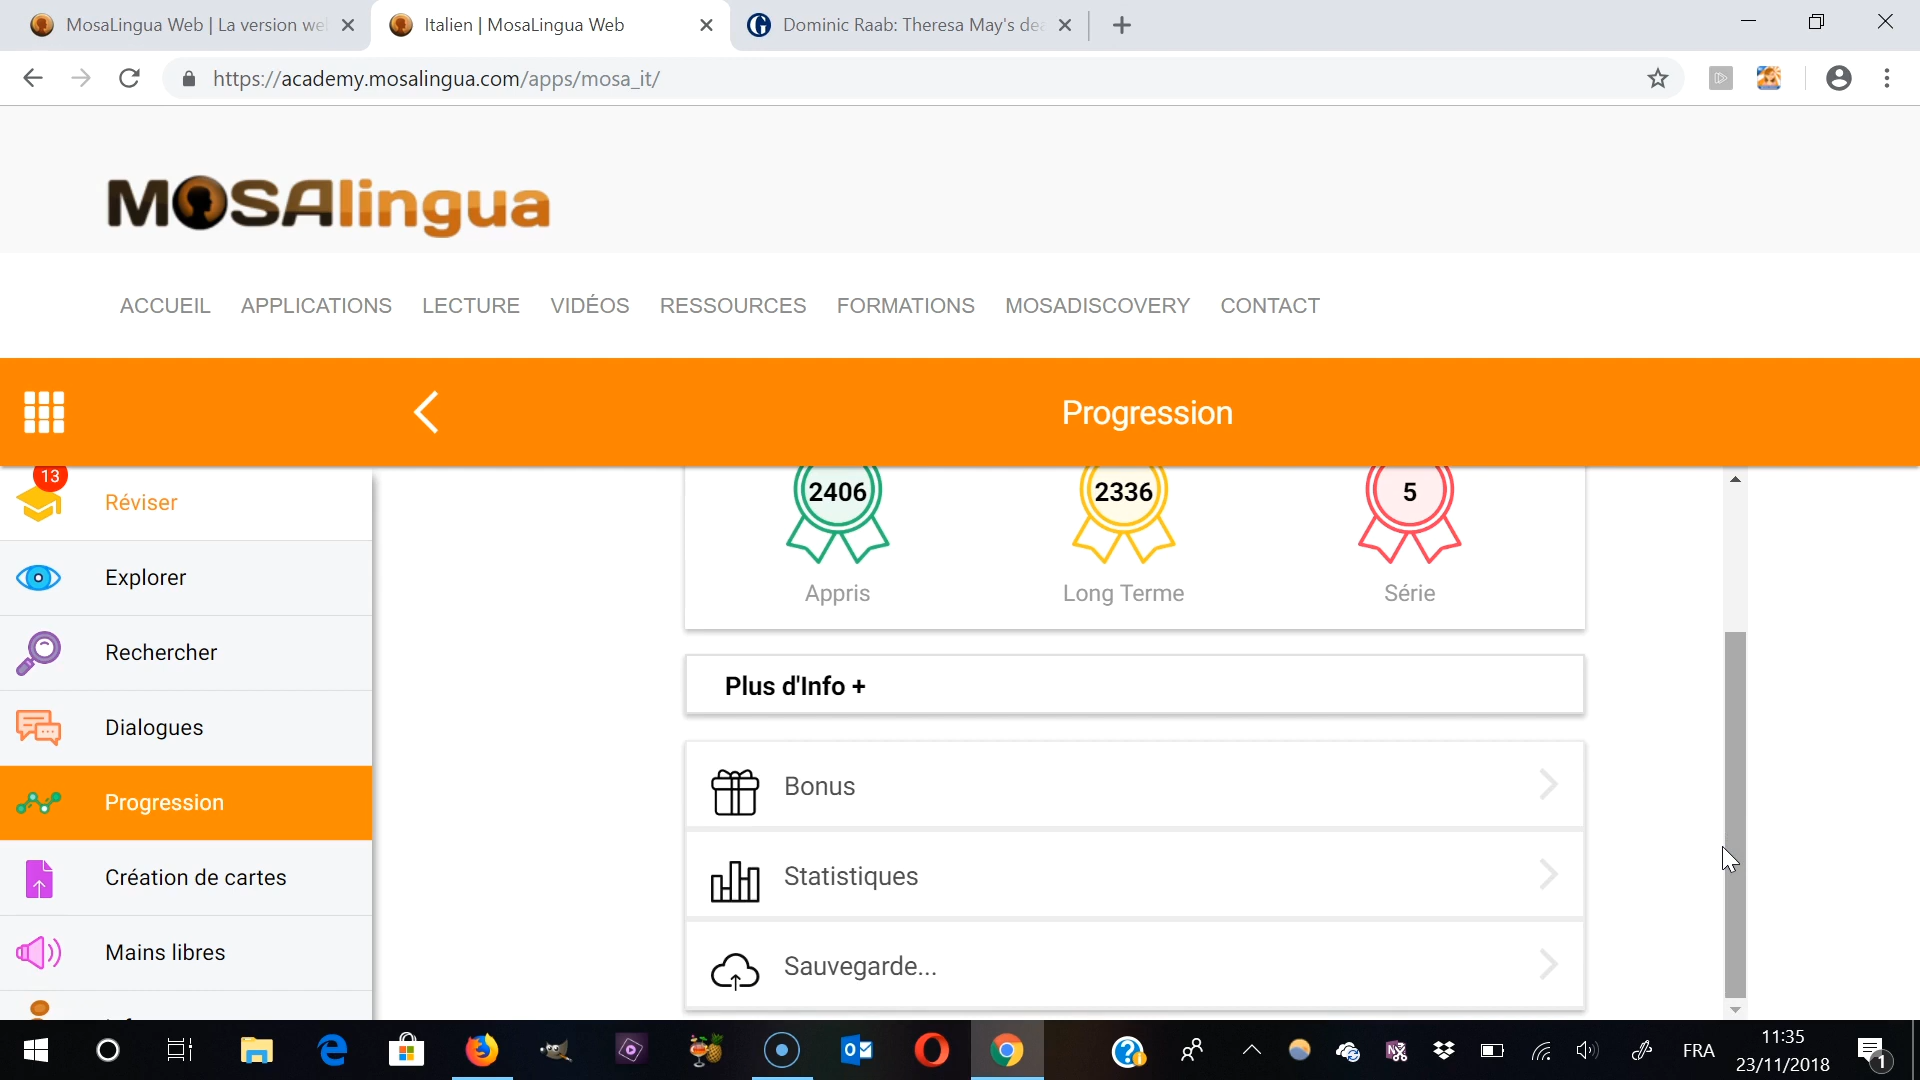 MosaLingua Web | La version we
Italien | MosaLingua Web
Dominic Raab: Theresa May's de
https://academy.mosalingua.com/apps/mosa_it/
MOSAlingua
ACCUEIL APPLICATIONS LECTURE VIDÉOS RESSOURCES FORMATIONS MOSADISCOVERY CONTACT
Progression
13
Réviser
Explorer
Rechercher
Dialogues
Progression
Création de cartes
Mains libres
2406 2336 5
Appris Long Terme Série
Plus d'Info +
Bonus
Statistiques
Sauvegarde...
FRA
11:35
23/11/2018
1